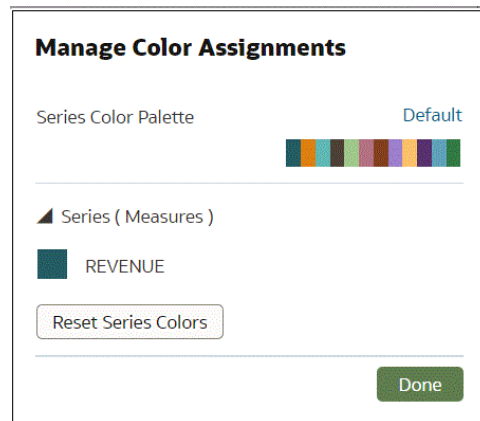 Manage Color Assignments
Series Color Palette
Default
Series ( Measures )
REVENUE
Reset Series Colors
Done